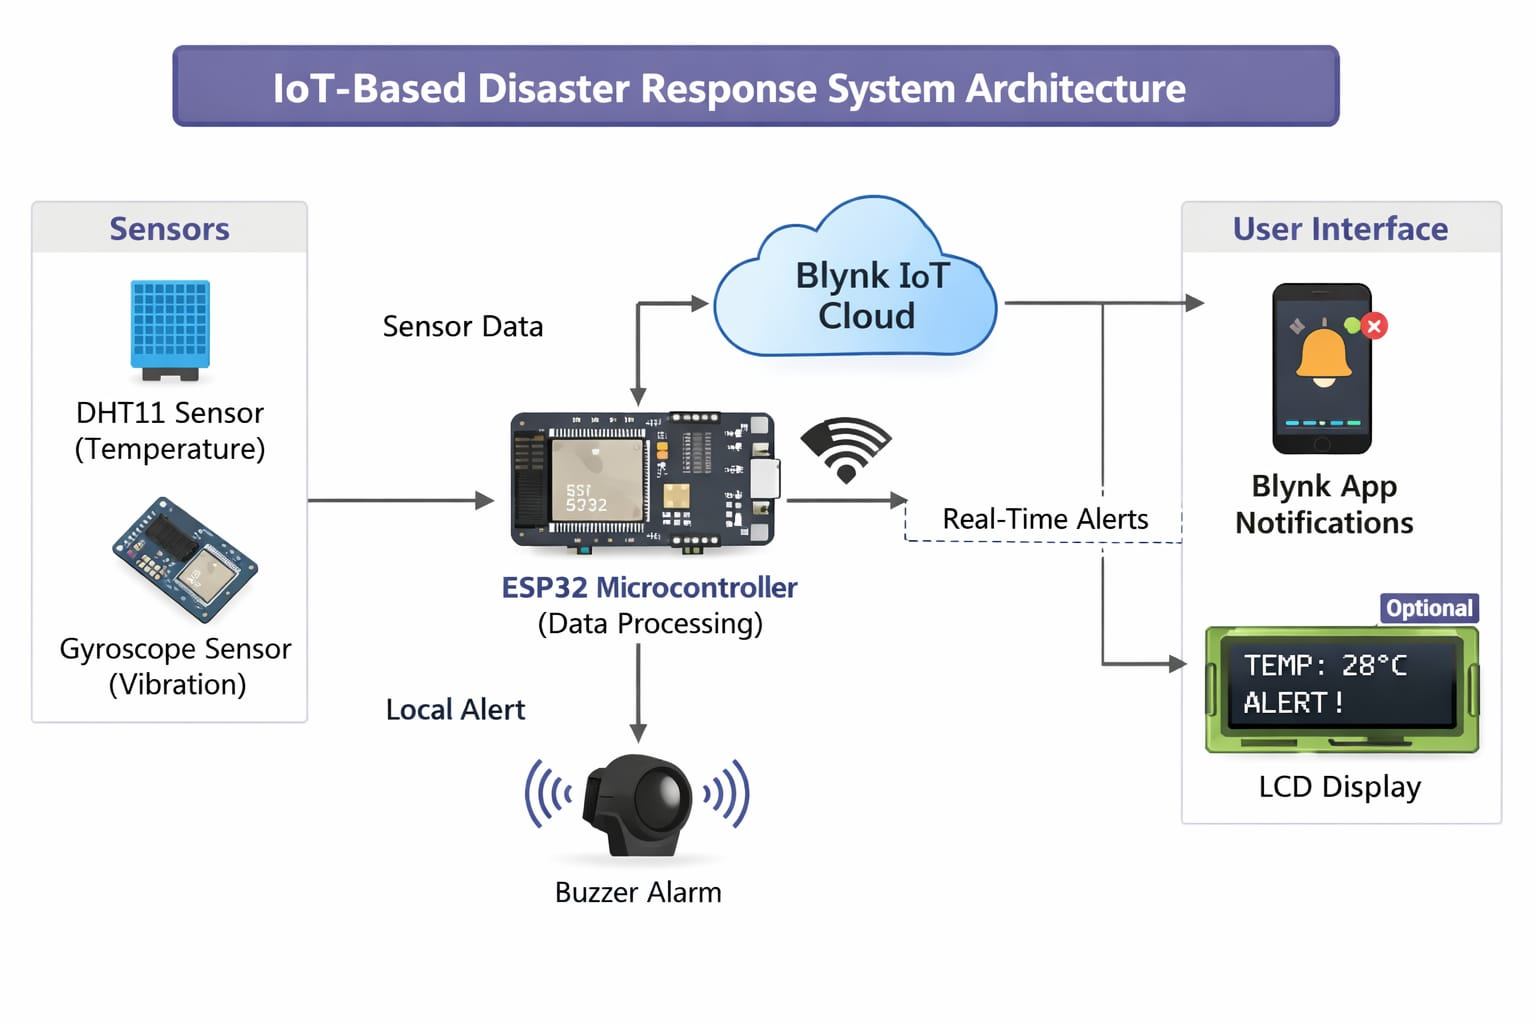 IoT-Based Disaster Response System Architecture
Sensors
DHT11 Sensor
(Temperature)
Gyroscope Sensor
(Vibration)
Sensor Data
Blynk IoT
Cloud
5332
ESP32 Microcontroller
(Data Processing)
Local Alert
Buzzer Alarm
Real-Time Alerts
User Interface
Blynk App
Notifications
Optional
TEMP: 28°C
ALERT!
LCD Display